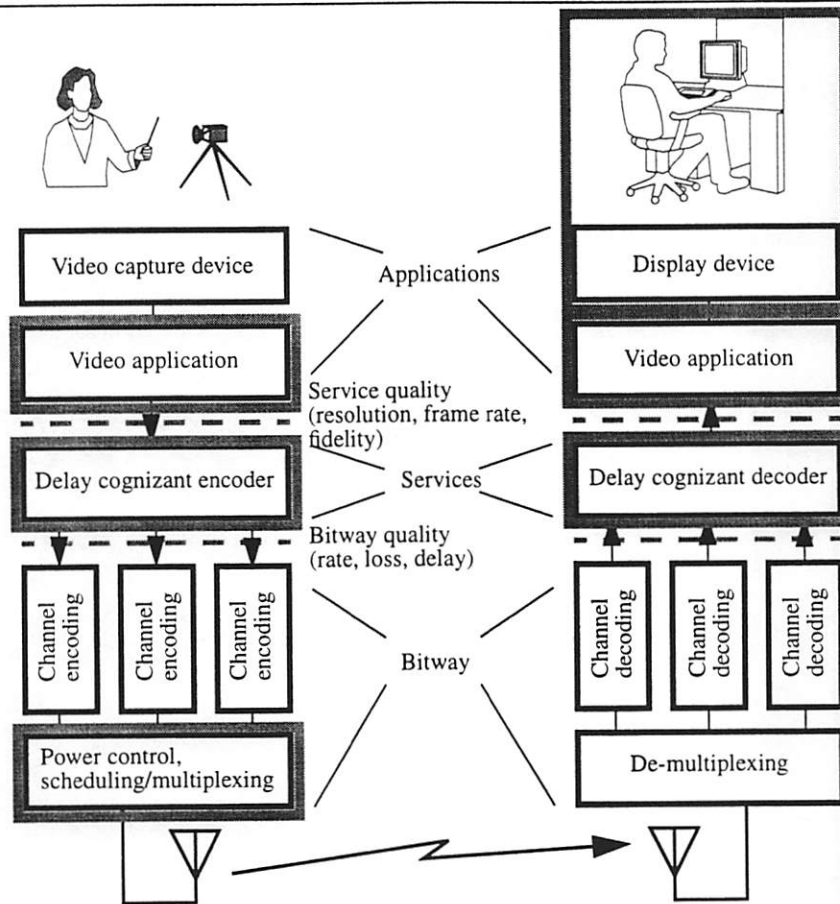 Video capture device
Applications
Display device
Video application
Video application
Service quality
(resolution, frame rate,
fidelity)
Delay cognizant encoder
Services
Delay cognizant decoder
Bitway quality
(rate, loss, delay)
Channel
encoding
Channel
encoding
Channel
encoding
Bitway
Channel
decoding
Channel
decoding
Channel
decoding
Power control,
scheduling/multiplexing
De-multiplexing